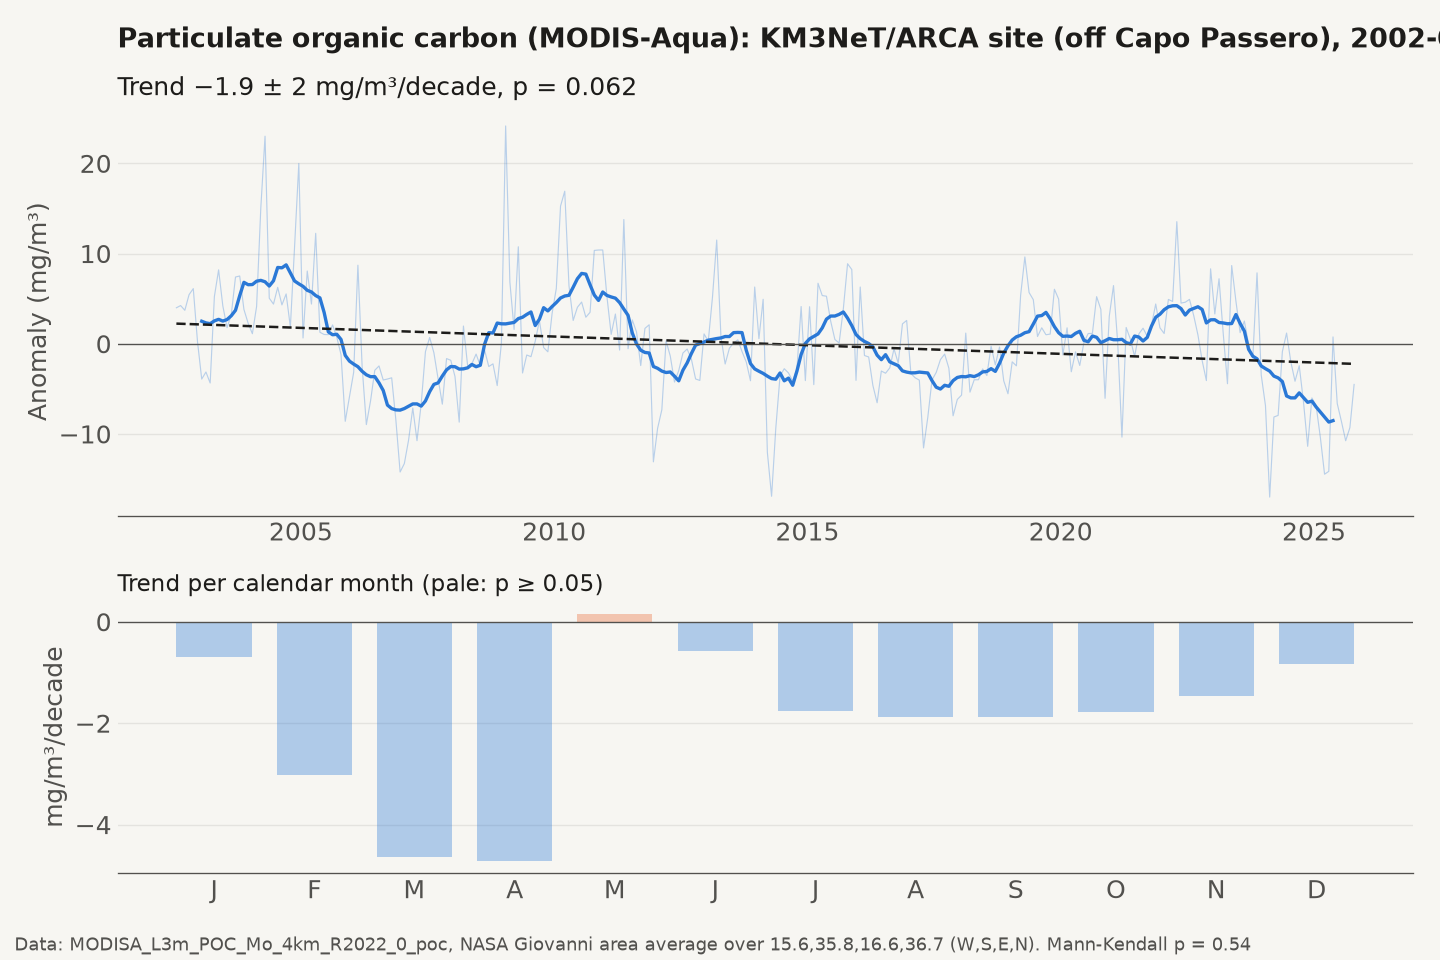 Particulate organic carbon (MODIS-Aqua): KM3NeT/ARCA site (off Capo Passero), 2002-
Trend −1.9 ± 2 mg/m³/decade, p = 0.062
Anomaly (mg/m³)
20
10
0
−10
2005 2010 2015 2020 2025
Trend per calendar month (pale: p ≥ 0.05)
mg/m³/decade
0
−2
−4
J F M A M J J A S O N D
Data: MODISA_L3m_POC_Mo_4km_R2022_0_poc, NASA Giovanni area average over 15.6,35.8,16.6,36.7 (W,S,E,N). Mann-Kendall p = 0.54